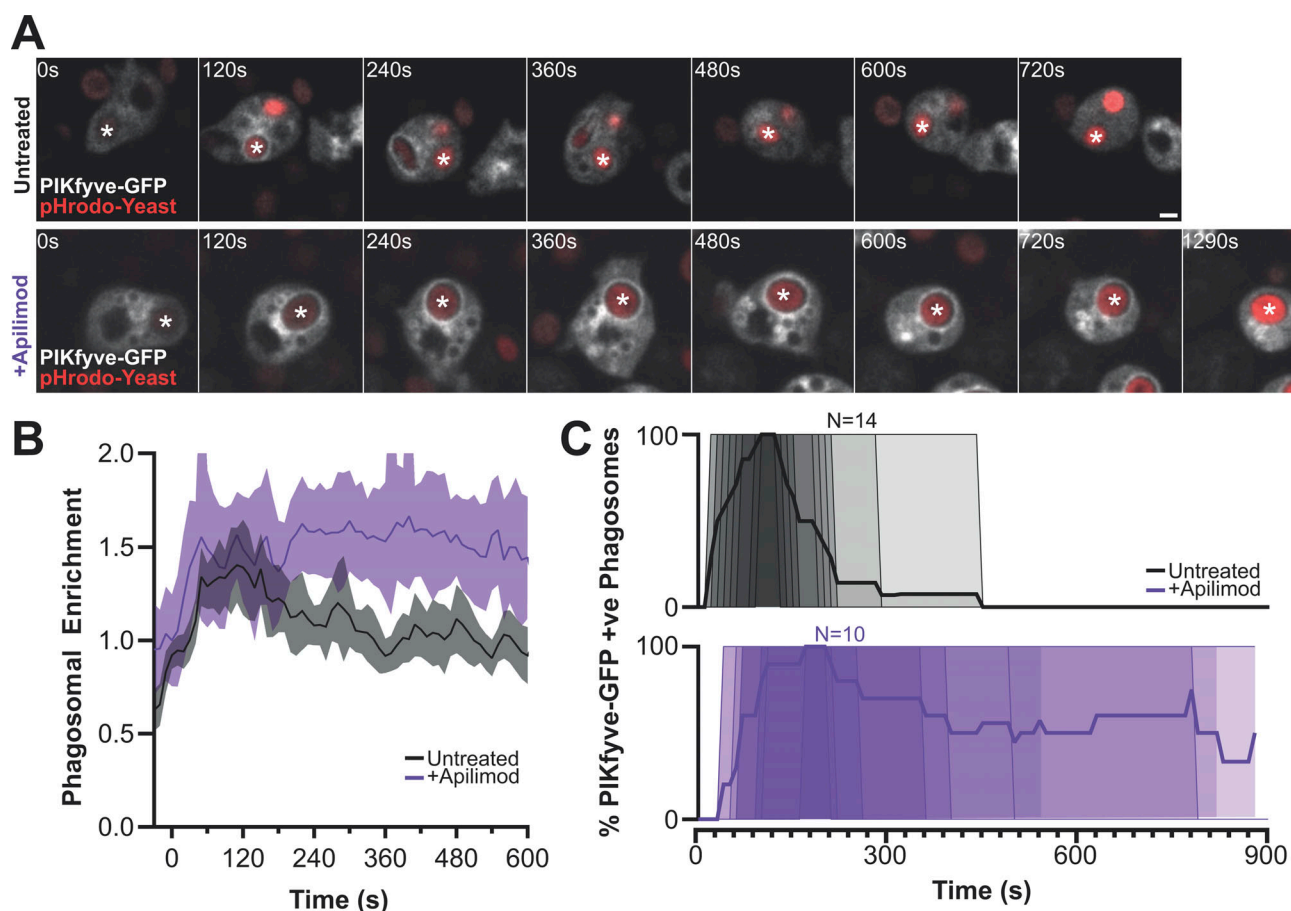 A
0s 120s 240s 360s 480s 600s 720s
Untreated
PIKfyve-GFP
pHrodo-Yeast
0s 120s 240s 360s 480s 600s 720s 1290s
+Apilimod
PIKfyve-GFP
pHrodo-Yeast
B
Phagosomal Enrichment
2.0
1.5
1.0
0.5
0.0
Untreated
+Apilimod
0 120 240 360 480 600
Time (s)
C
% PIKfyve-GFP +ve Phagosomes
N=14
100
0
Untreated
+Apilimod
N=10
100
0
0 300 600 900
Time (s)